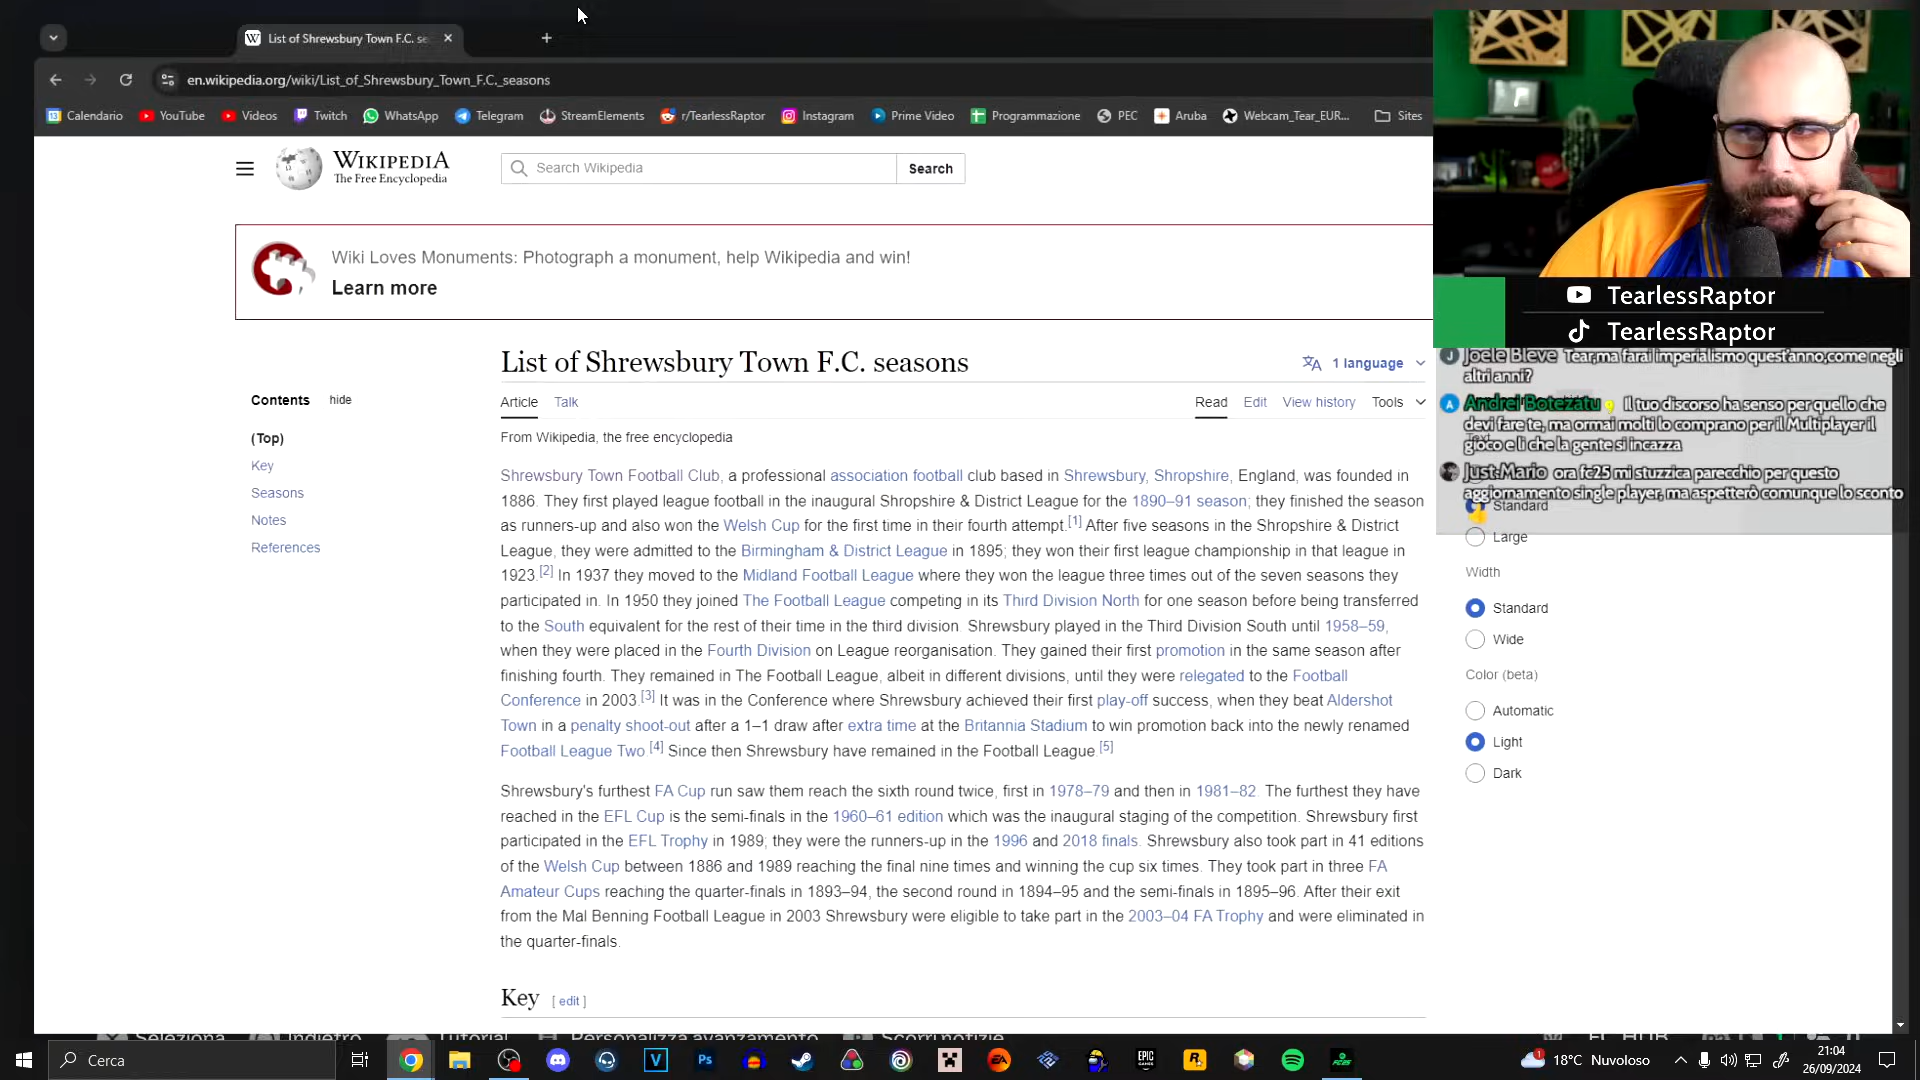 List of Shrewsbury Town F.C. se
en.wikipedia.org/wiki/List_of_Shrewsbury_Town_F.C._seasons
Calendario YouTube Videos Twitch WhatsApp Telegram StreamElements r/TearlessRaptor Instagram Prime Video Programmazione PEC Aruba Webcam_Tear_EUR... Sites
WIKIPEDIA
The Free Encyclopedia
Search Wikipedia
Search
Wiki Loves Monuments: Photograph a monument, help Wikipedia and win!
Learn more
TearlessRaptor
TearlessRaptor
Joele Bleve Tear,ma farai imperialismo quest'anno,come negli
altri anni?
Andrei Botezatu Il tuo discorso ha senso per quello che
devi fare te, ma ormai molti lo comprano per il Multiplayer il
gioco e lì che la gente si incazza
Just Mario ora fc25 mi stuzzica parecchio per questo
aggiornamento single player, ma aspetterò comunque lo sconto
List of Shrewsbury Town F.C. seasons
1 language
Contents hide
(Top)
Key
Seasons
Notes
References
Article Talk
Read Edit View history Tools
From Wikipedia, the free encyclopedia
Shrewsbury Town Football Club, a professional association football club based in Shrewsbury, Shropshire, England, was founded in
1886. They first played league football in the inaugural Shropshire & District League for the 1890–91 season; they finished the season
as runners-up and also won the Welsh Cup for the first time in their fourth attempt.[1] After five seasons in the Shropshire & District
League, they were admitted to the Birmingham & District League in 1895; they won their first league championship in that league in
1923.[2] In 1937 they moved to the Midland Football League where they won the league three times out of the seven seasons they
participated in. In 1950 they joined The Football League competing in its Third Division North for one season before being transferred
to the South equivalent for the rest of their time in the third division. Shrewsbury played in the Third Division South until 1958–59,
when they were placed in the Fourth Division on League reorganisation. They gained their first promotion in the same season after
finishing fourth. They remained in The Football League, albeit in different divisions, until they were relegated to the Football
Conference in 2003.[3] It was in the Conference where Shrewsbury achieved their first play-off success, when they beat Aldershot
Town in a penalty shoot-out after a 1–1 draw after extra time at the Britannia Stadium to win promotion back into the newly renamed
Football League Two.[4] Since then Shrewsbury have remained in the Football League.[5]
Shrewsbury's furthest FA Cup run saw them reach the sixth round twice, first in 1978–79 and then in 1981–82. The furthest they have
reached in the EFL Cup is the semi-finals in the 1960–61 edition which was the inaugural staging of the competition. Shrewsbury first
participated in the EFL Trophy in 1989; they were the runners-up in the 1996 and 2018 finals. Shrewsbury also took part in 41 editions
of the Welsh Cup between 1886 and 1989 reaching the final nine times and winning the cup six times. They took part in three FA
Amateur Cups reaching the quarter-finals in 1893–94, the second round in 1894–95 and the semi-finals in 1895–96. After their exit
from the Mal Benning Football League in 2003 Shrewsbury were eligible to take part in the 2003–04 FA Trophy and were eliminated in
the quarter-finals.
Key [ edit ]
Standard
Large
Width
Standard
Wide
Color (beta)
Automatic
Light
Dark
Seleziona Indietro Tutorial Personalizza avanzamento Scorri notizie
Cerca
18°C Nuvoloso
21:04
26/09/2024